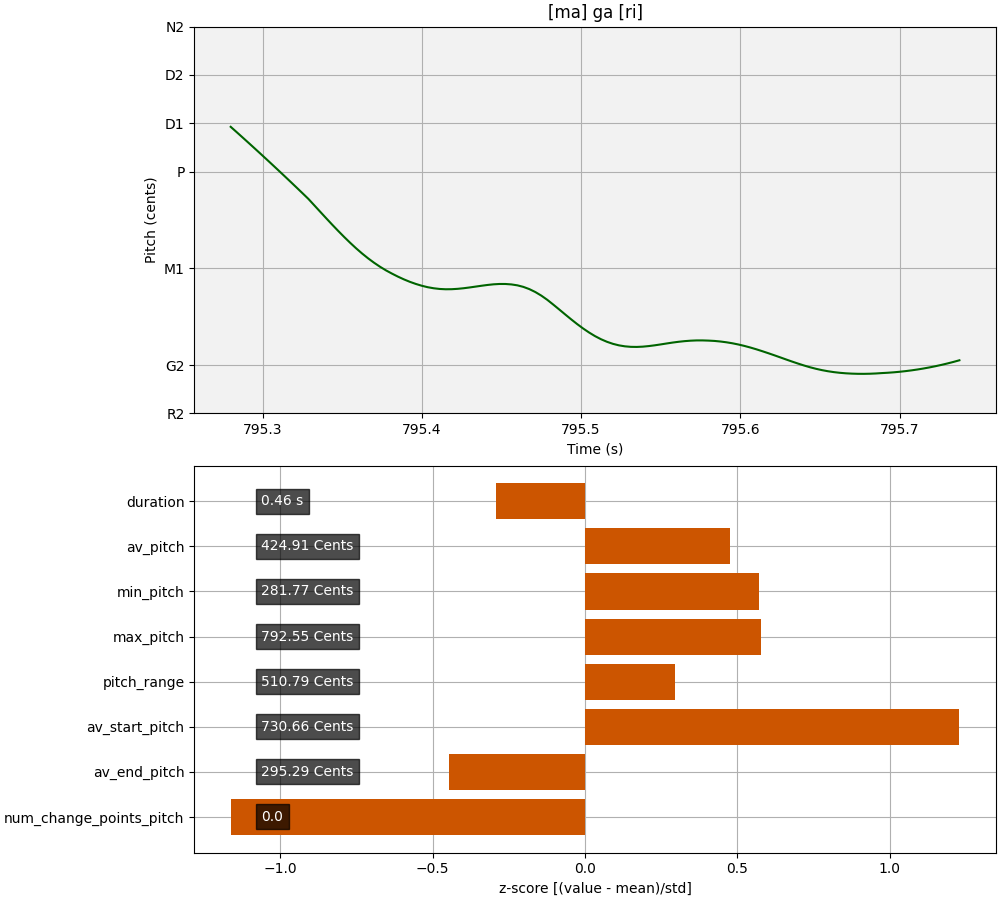 [ma] ga [ri]
N2
D2
D1
P
M1
G2
R2
Pitch (cents)
795.3 795.4 795.5 795.6 795.7
Time (s)
duration 0.46 s
av_pitch 424.91 Cents
min_pitch 281.77 Cents
max_pitch 792.55 Cents
pitch_range 510.79 Cents
av_start_pitch 730.66 Cents
av_end_pitch 295.29 Cents
num_change_points_pitch 0.0
−1.0 −0.5 0.0 0.5 1.0
z-score [(value - mean)/std]